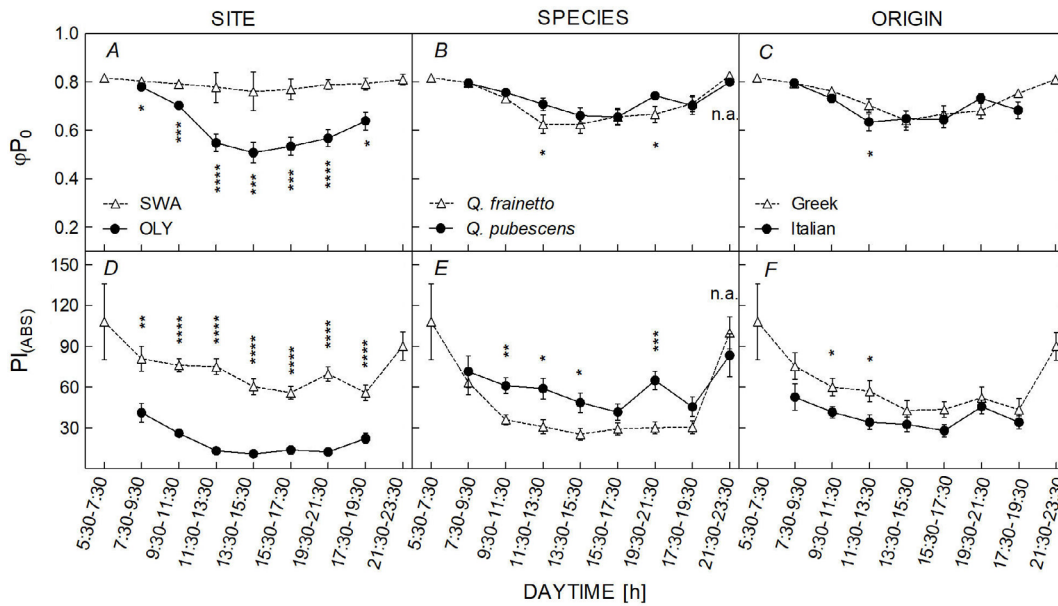 SITE SPECIES ORIGIN
A B C
1.0
0.8
0.6
0.4
0.2
φP0
* *** **** *** *** **** *
* * n.a.
*
SWA
OLY
Q. frainetto
Q. pubescens
Greek
Italian
D E F
150
120
90
60
30
PI(ABS)
** **** **** **** **** **** ****
** * * *** n.a.
* *
5:30-7:30 7:30-9:30 9:30-11:30 11:30-13:30 13:30-15:30 15:30-17:30 19:30-21:30 17:30-19:30 21:30-23:30
5:30-7:30 7:30-9:30 9:30-11:30 11:30-13:30 13:30-15:30 15:30-17:30 19:30-21:30 17:30-19:30 21:30-23:30
5:30-7:30 7:30-9:30 9:30-11:30 11:30-13:30 13:30-15:30 15:30-17:30 19:30-21:30 17:30-19:30 21:30-23:30
DAYTIME [h]